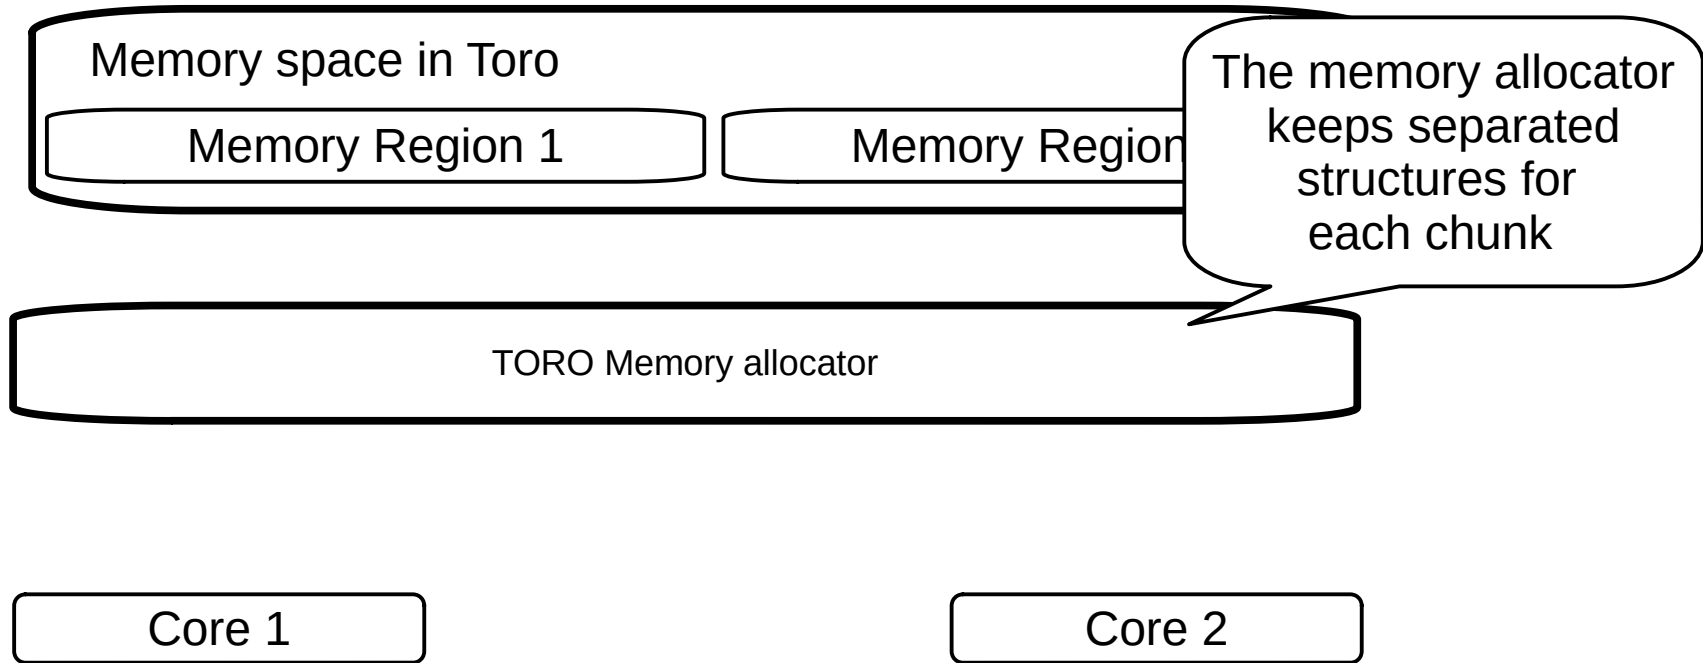 Memory space in Toro
The memory allocator
keeps separated
structures for
each chunk
Memory Region 1
Memory Region
TORO Memory allocator
Core 1
Core 2